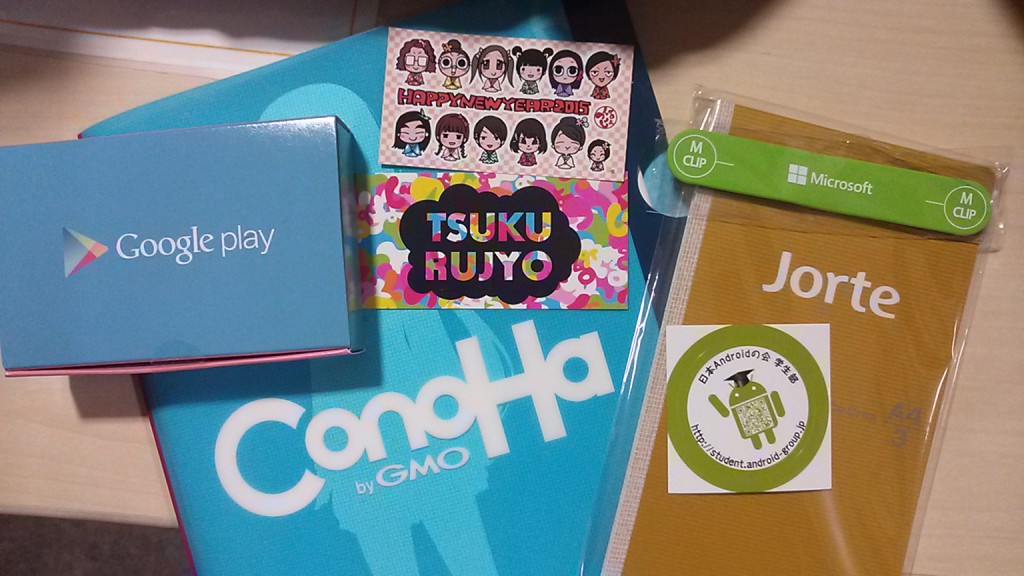 Google play
HAPPYNEWYEAR2015
TSUKU
RUJYO
ConoHa
by GMO
M
CLIP
Microsoft
M
CLIP
Jorte
A4
3
日本Androidの会 学生部
http://student.android-group.jp